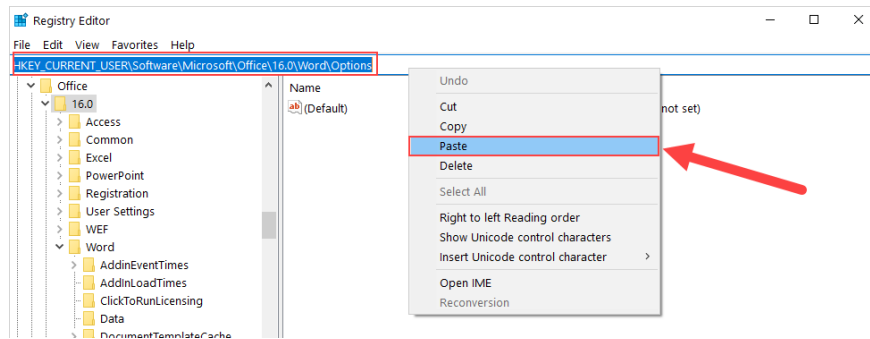 Registry Editor
File Edit View Favorites Help
HKEY_CURRENT_USER\Software\Microsoft\Office\16.0\Word\Options
Office
16.0
Access
Common
Excel
PowerPoint
Registration
User Settings
WEF
Word
AddinEventTimes
AddInLoadTimes
ClickToRunLicensing
Data
DocumentTemplateCache
Name
ab (Default)
not set)
Undo
Cut
Copy
Paste
Delete
Select All
Right to left Reading order
Show Unicode control characters
Insert Unicode control character
Open IME
Reconversion